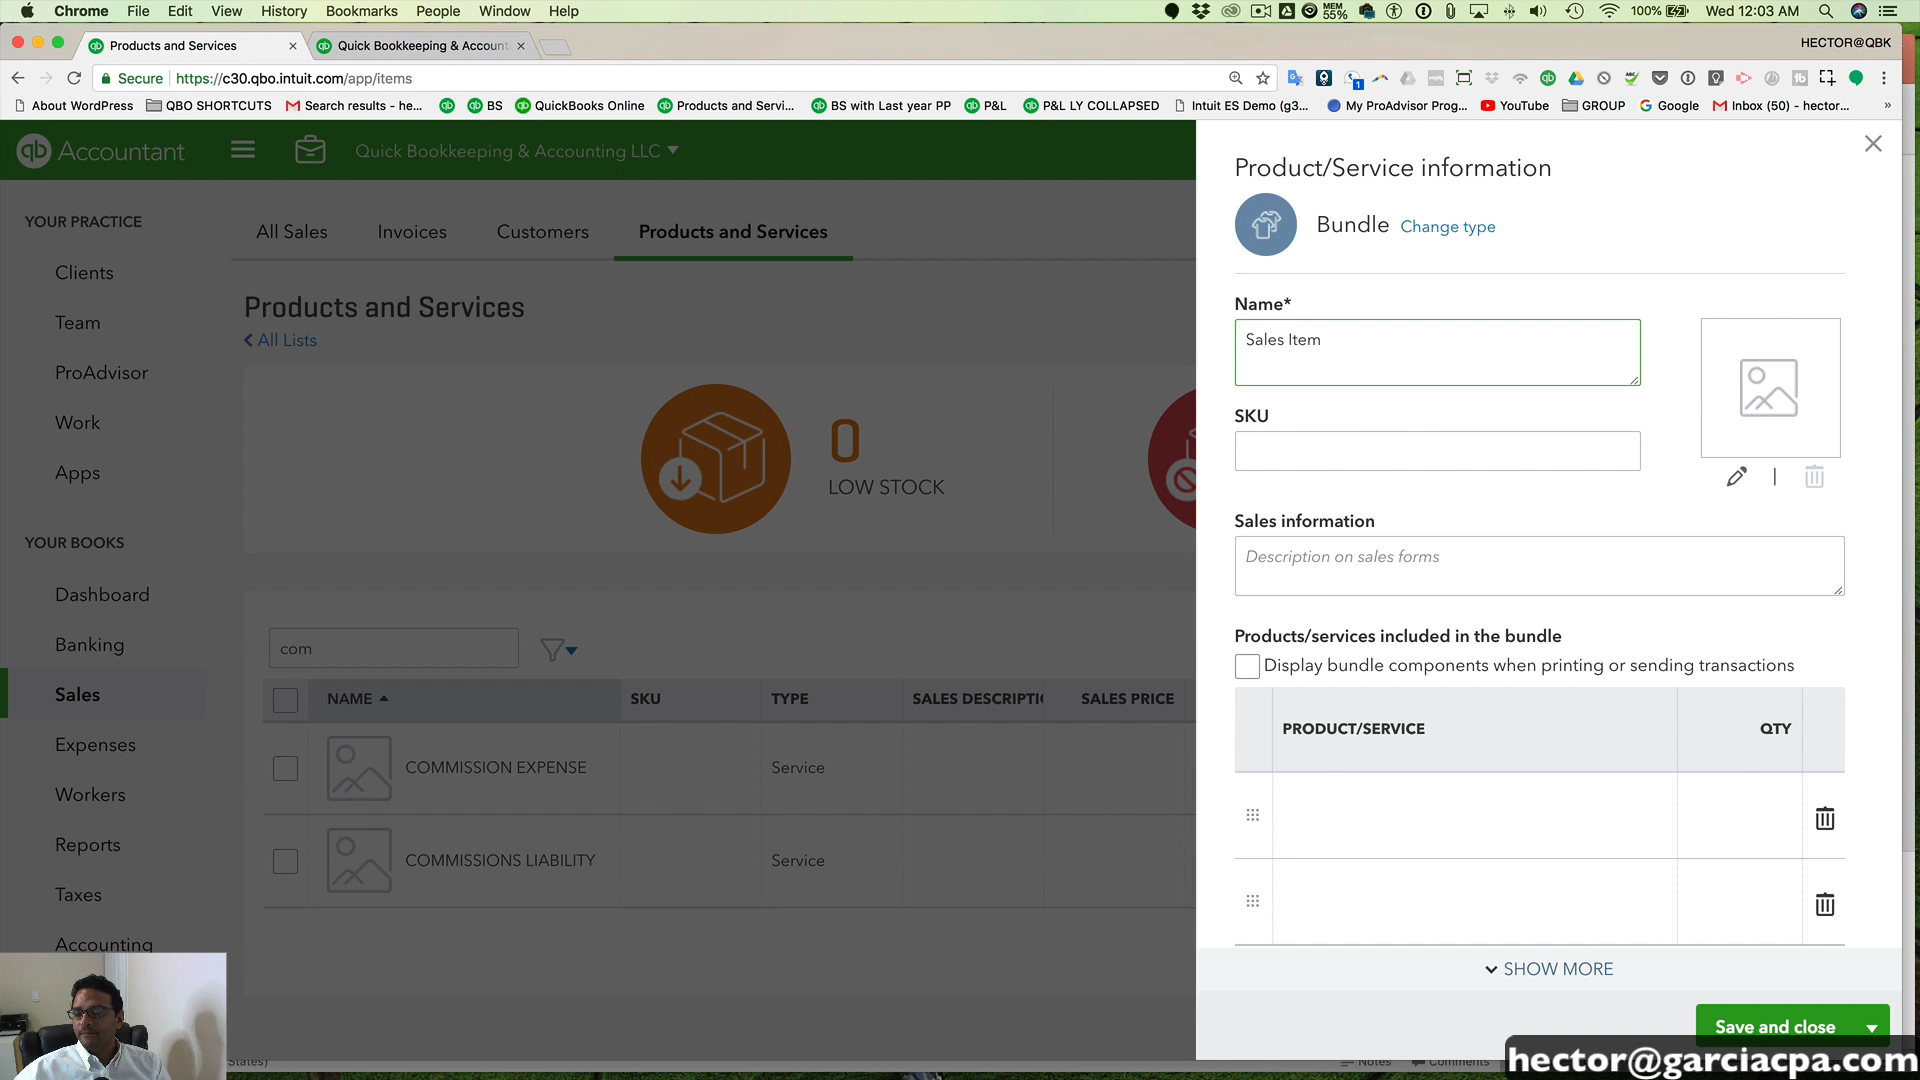 Chrome File Edit View History Bookmarks People Window Help
MEM 55% 100% Wed 12:03 AM
Products and Services
Quick Bookkeeping & Account
HECTOR@QBK
Secure https://c30.qbo.intuit.com/app/items
About WordPress QBO SHORTCUTS Search results - he... BS QuickBooks Online Products and Servi... BS with Last year PP P&L P&L LY COLLAPSED Intuit ES Demo (g3... My ProAdvisor Prog... YouTube GROUP Google Inbox (50) - hector... »
qb Accountant
Quick Bookkeeping & Accounting LLC
YOUR PRACTICE
Clients
Team
ProAdvisor
Work
Apps
YOUR BOOKS
Dashboard
Banking
Sales
Expenses
Workers
Reports
Taxes
Accounting
All Sales Invoices Customers Products and Services
Products and Services
All Lists
0
LOW STOCK
com
NAME SKU TYPE SALES DESCRIPTI SALES PRICE
COMMISSION EXPENSE Service
COMMISSIONS LIABILITY Service
Product/Service information
Bundle Change type
Name*
Sales Item
SKU
Sales information
Description on sales forms
Products/services included in the bundle
Display bundle components when printing or sending transactions
PRODUCT/SERVICE QTY
SHOW MORE
Save and close
States) Notes Comments
hector@garciacpa.com